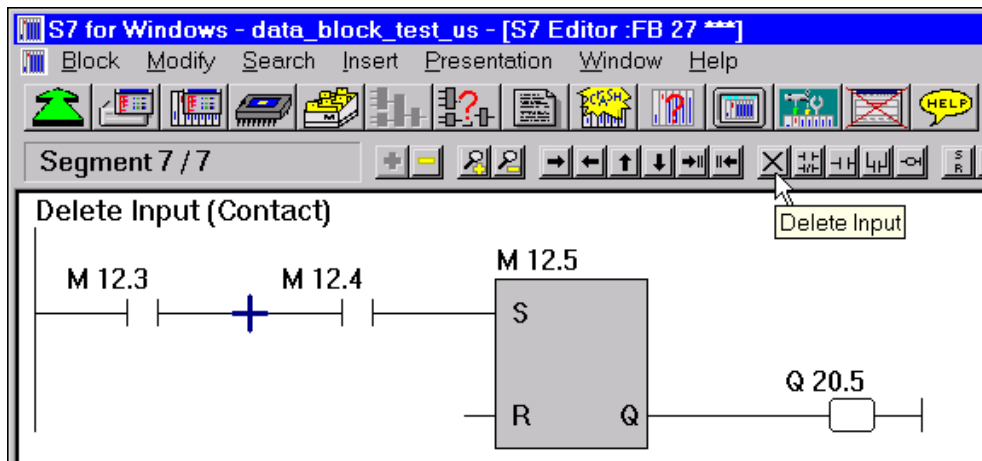 S7 for Windows - data_block_test_us - [S7 Editor :FB 27 ***]
Block Modify Search Insert Presentation Window Help
CRASH
HELP
Segment 7 / 7
S
R
Delete Input (Contact)
Delete Input
M 12.3
M 12.4
M 12.5
S
Q 20.5
R Q